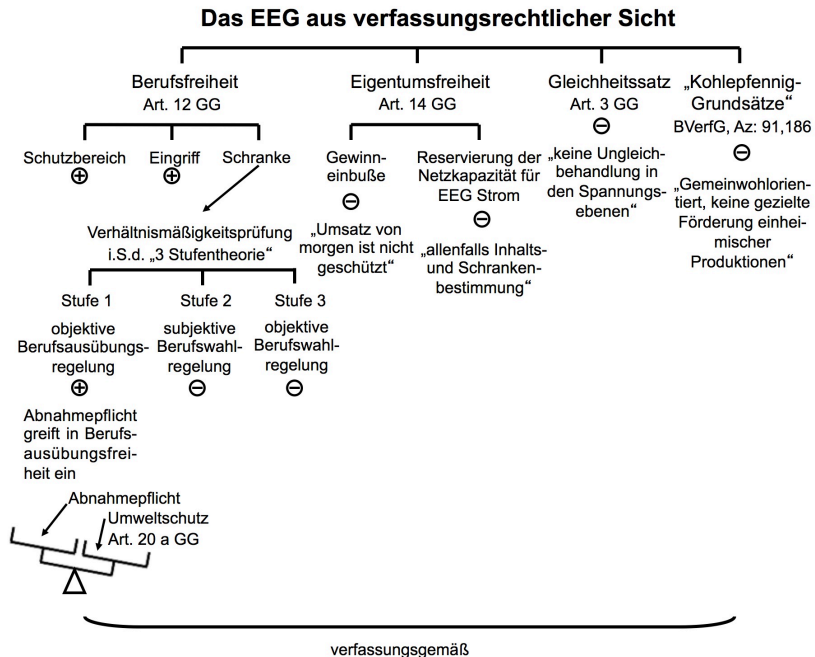 Das EEG aus verfassungsrechtlicher Sicht
Berufsfreiheit
Art. 12 GG
Schutzbereich
Eingriff
Schranke
Verhältnismäßigkeitsprüfung
i.S.d. „3 Stufentheorie“
Stufe 1
objektive
Berufsausübungs-
regelung
Stufe 2
subjektive
Berufswahl-
regelung
Stufe 3
objektive
Berufswahl-
regelung
Abnahmepflicht
greift in Berufs-
ausübungsfrei-
heit ein
Abnahmepflicht
Umweltschutz
Art. 20 a GG
Eigentumsfreiheit
Art. 14 GG
Gewinn-
einbuße
„Umsatz von
morgen ist nicht
geschützt“
Reservierung der
Netzkapazität für
EEG Strom
„allenfalls Inhalts-
und Schranken-
bestimmung“
Gleichheitssatz
Art. 3 GG
„keine Ungleich-
behandlung in
den Spannungs-
ebenen“
„Kohlepfennig-
Grundsätze“
BVerfG, Az: 91,186
„Gemeinwohlorien-
tiert, keine gezielte
Förderung einhei-
mischer
Produktionen“
verfassungsgemäß